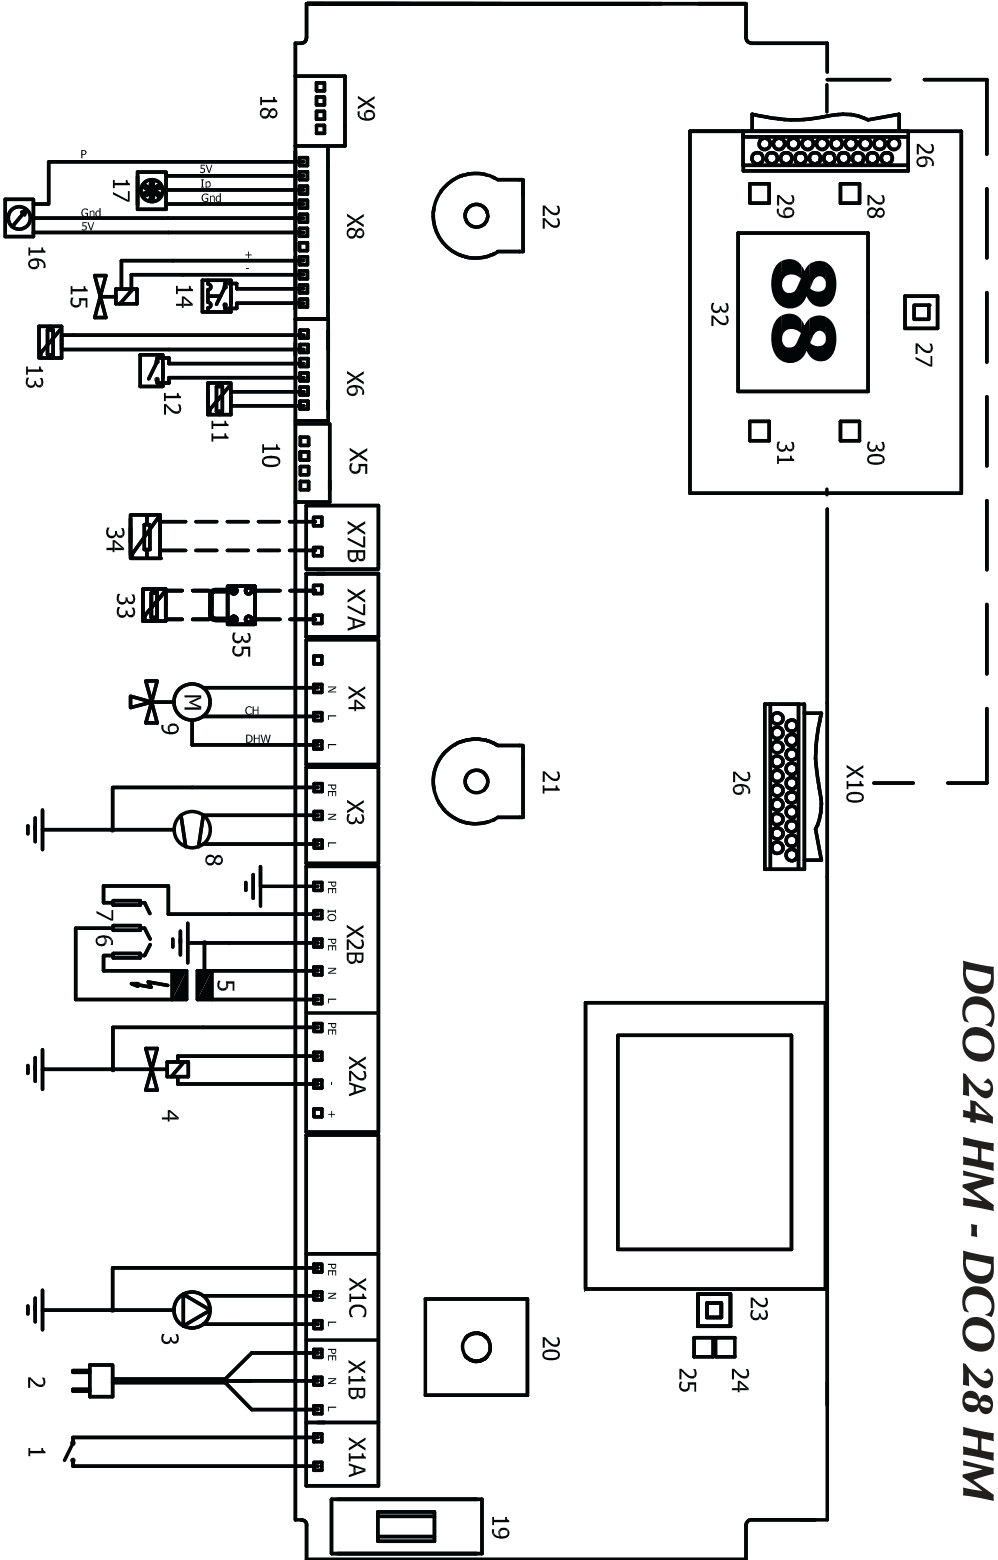 DCO 24 HM - DCO 28 HM
26
27
28
30
X10
29
31
88
32
26
23
24
25
22
21
20
19
X9
X8
X6
X5
X7B
X7A
X4
X3
X2B
X2A
X1C
X1B
X1A
N L L
PE N L
PE IO PE N L
PE - +
PE N L
PE N L
18
10
+ -
CH
DHW
35
5
11
8
5V
Ip
Gnd
14
12
9
4
3
17
33
34
7
6
P
Gnd
5V
15
16
13
2
1